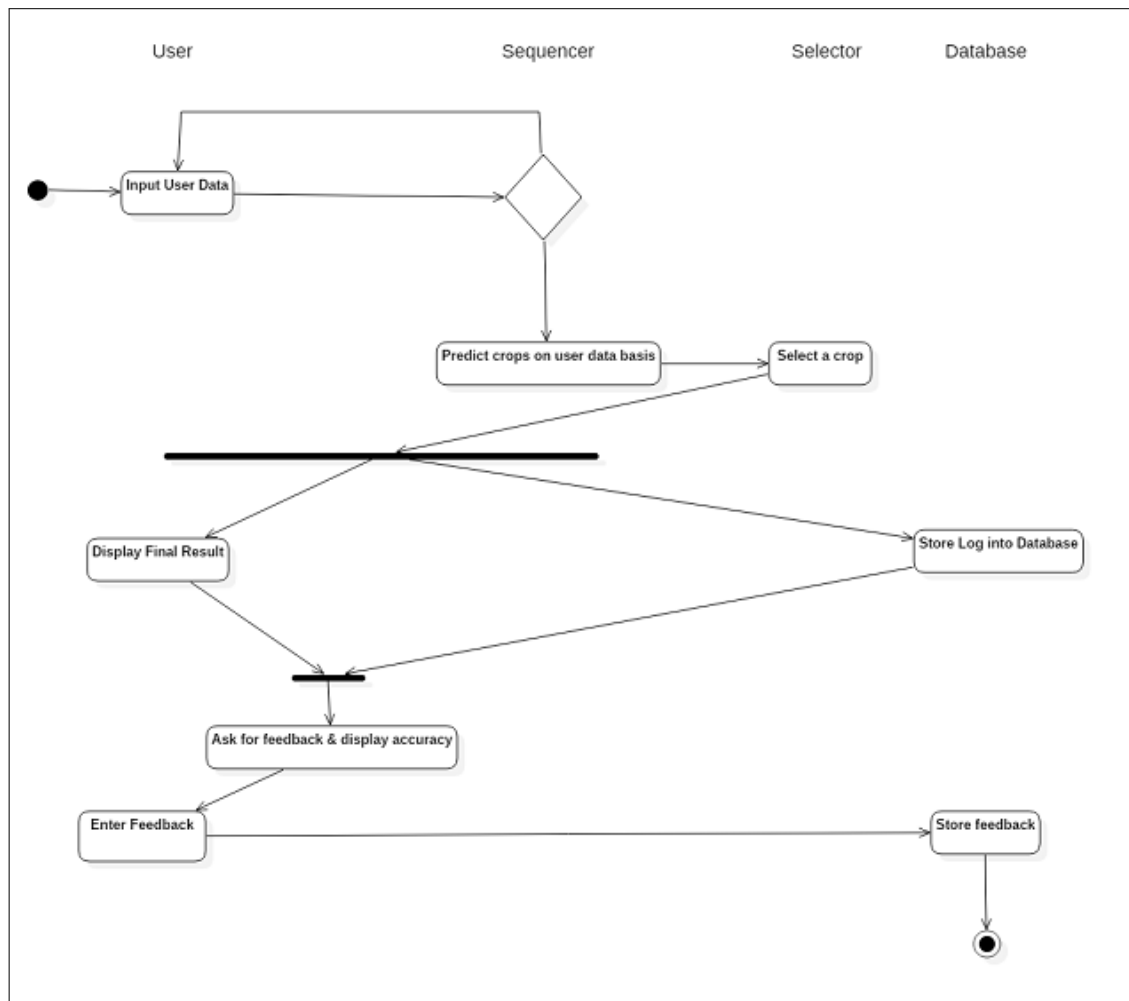 User
Sequencer
Selector
Database
Input User Data
Predict crops on user data basis
Select a crop
Display Final Result
Store Log into Database
Ask for feedback & display accuracy
Enter Feedback
Store feedback